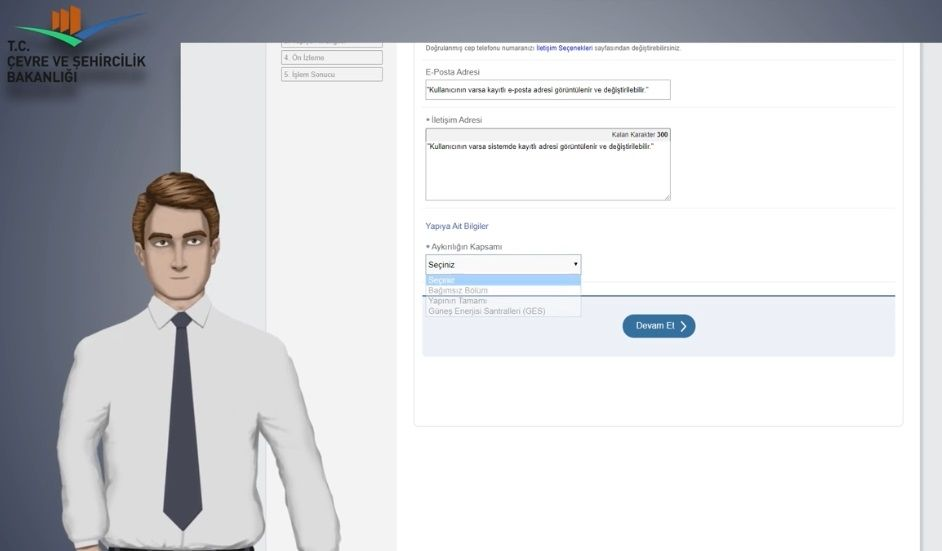 T.C.
ÇEVRE VE ŞEHİRCİLİK
BAKANLIĞI
4. Ön İzleme
5. İşlem Sonucu
Doğrulanmış cep telefonu numaranızı İletişim Seçenekleri sayfasından değiştirebilirsiniz.
E-Posta Adresi
"Kullanıcının varsa kayıtlı e-posta adresi görüntülenir ve değiştirilebilir."
* İletişim Adresi
Kalan Karakter 300
"Kullanıcının varsa sistemde kayıtlı adresi görüntülenir ve değiştirilebilir."
Yapıya Ait Bilgiler
* Aykırılığın Kapsamı
Seçiniz
Seçiniz
Bağımsız Bölüm
Yapının Tamamı
Güneş Enerjisi Santralleri (GES)
Devam Et